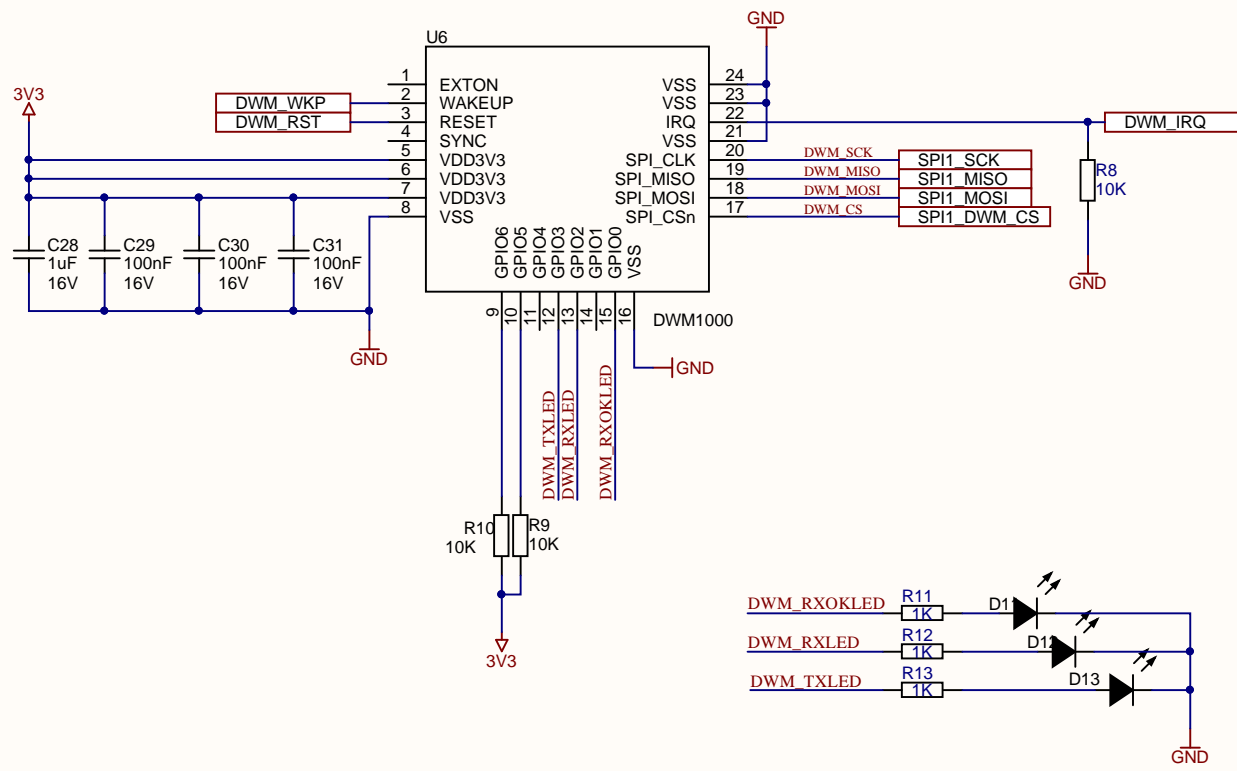 GND
U6
3V3
DWM_WKP
DWM_RST
1 EXTON
2 WAKEUP
3 RESET
4 SYNC
5 VDD3V3
6 VDD3V3
7 VDD3V3
8 VSS
VSS 24
VSS 23
IRQ 22
VSS 21
SPI_CLK 20
SPI_MISO 19
SPI_MOSI 18
SPI_CSn 17
DWM_IRQ
DWM_SCK SPI1_SCK
DWM_MISO SPI1_MISO
DWM_MOSI SPI1_MOSI
DWM_CS SPI1_DWM_CS
R8
10K
GND
C28
1uF
16V
C29
100nF
16V
C30
100nF
16V
C31
100nF
16V
GND
GPIO6
GPIO5
GPIO4
GPIO3
GPIO2
GPIO1
GPIO0
VSS
9
10
11
12
13
14
15
16
DWM1000
GND
DWM_TXLED
DWM_RXLED
DWM_RXOKLED
R10
10K
R9
10K
3V3
DWM_RXOKLED
R11
1K
D11
DWM_RXLED
R12
1K
D12
DWM_TXLED
R13
1K
D13
GND